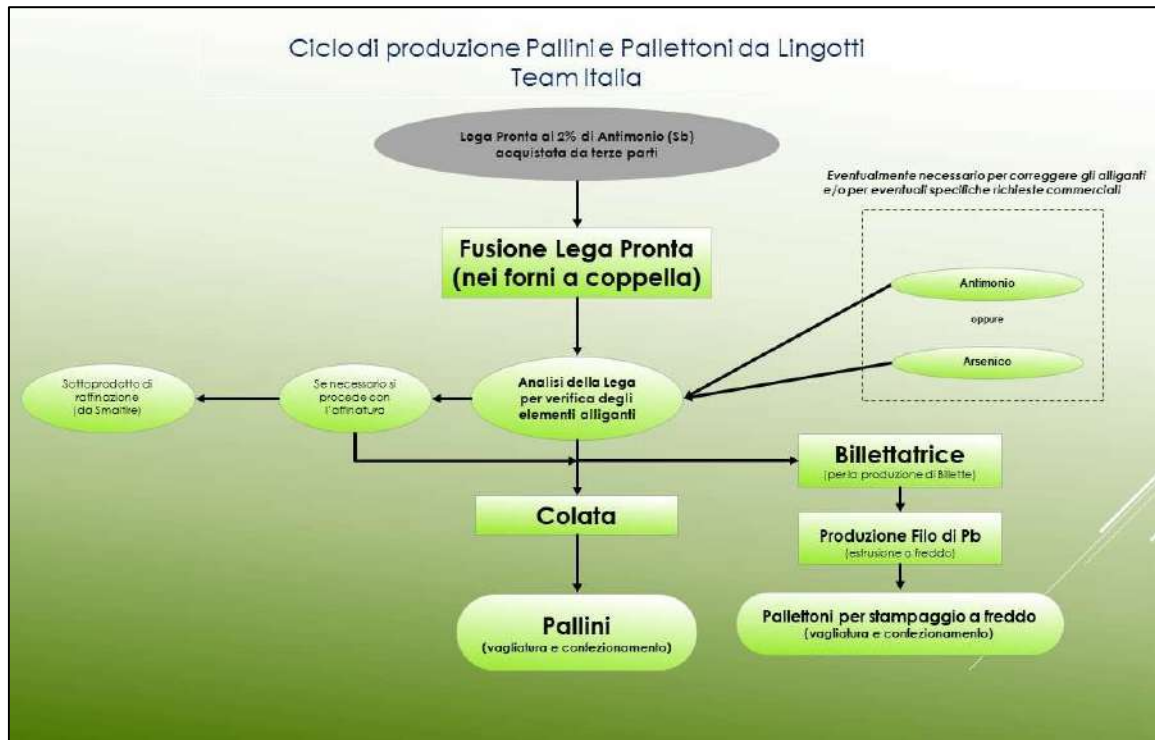 Ciclo di produzione Pallini e Pallettoni da Lingotti
Team Italia
Lega Pronta al 2% di Antimonio (Sb)
acquistata da terze parti
Eventualmente necessario per correggere gli alliganti
e/o per eventuali specifiche richieste commerciali
Fusione Lega Pronta
(nei forni a coppella)
Antimonio
oppure
Arsenico
Sottoprodotto di
raffinazione
(da Smaltire)
Se necessario si
procede con
l'affinatura
Analisi della Lega
per verifica degli
elementi alliganti
Billettatrice
(per la produzione di Billette)
Colata
Produzione Filo di Pb
(estrusione a freddo)
Pallini
(vagliatura e confezionamento)
Pallettoni per stampaggio a freddo
(vagliatura e confezionamento)